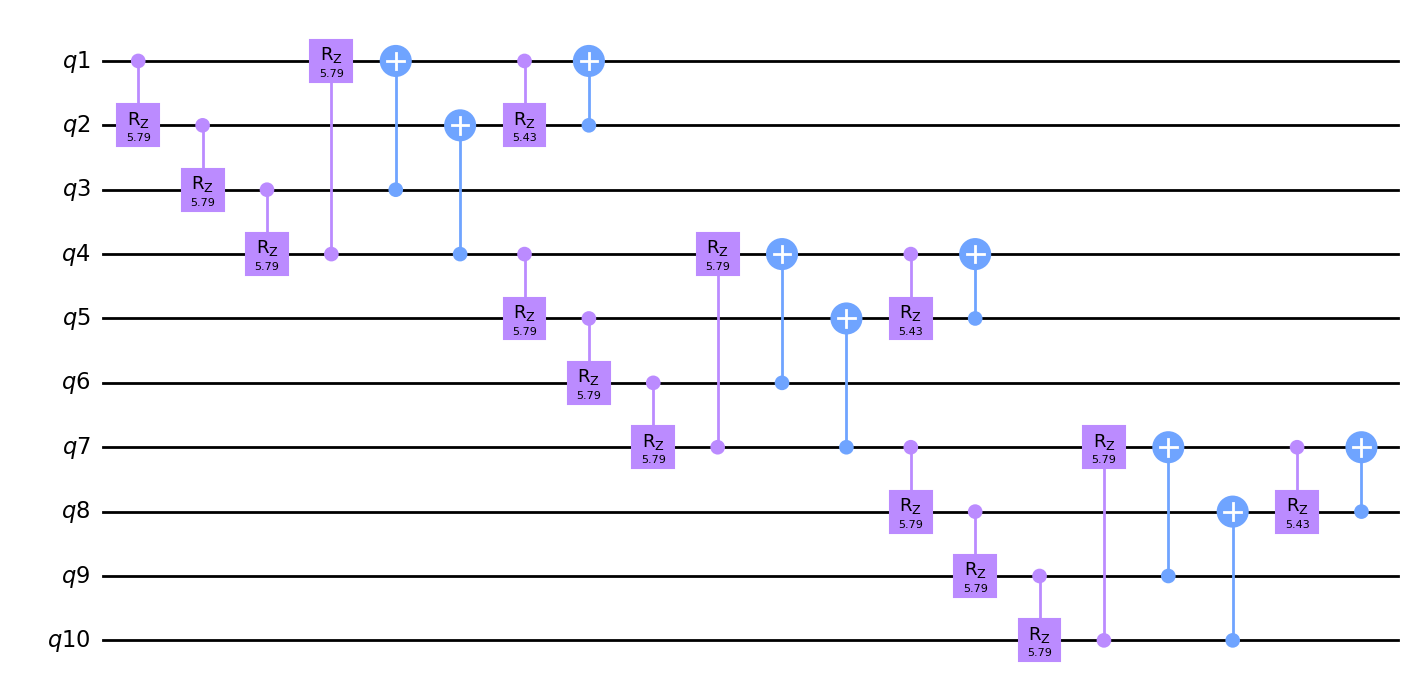 q1 R_Z
5.79
q2 R_Z R_Z
5.79 5.43
q3 R_Z
5.79
q4 R_Z R_Z
5.79 5.79
q5 R_Z R_Z
5.79 5.43
q6 R_Z
5.79
q7 R_Z R_Z
5.79 5.79
q8 R_Z R_Z
5.79 5.43
q9 R_Z
5.79
q10 R_Z
5.79